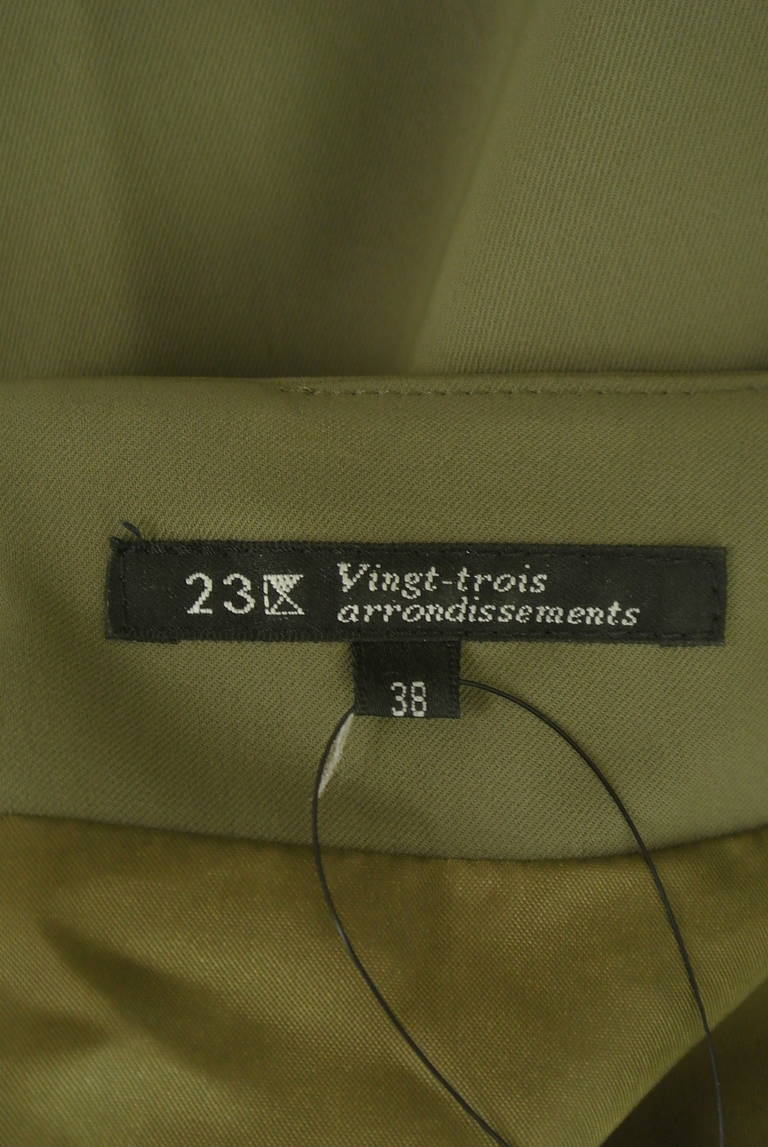 23区 Vingt-trois
arrondissements
38